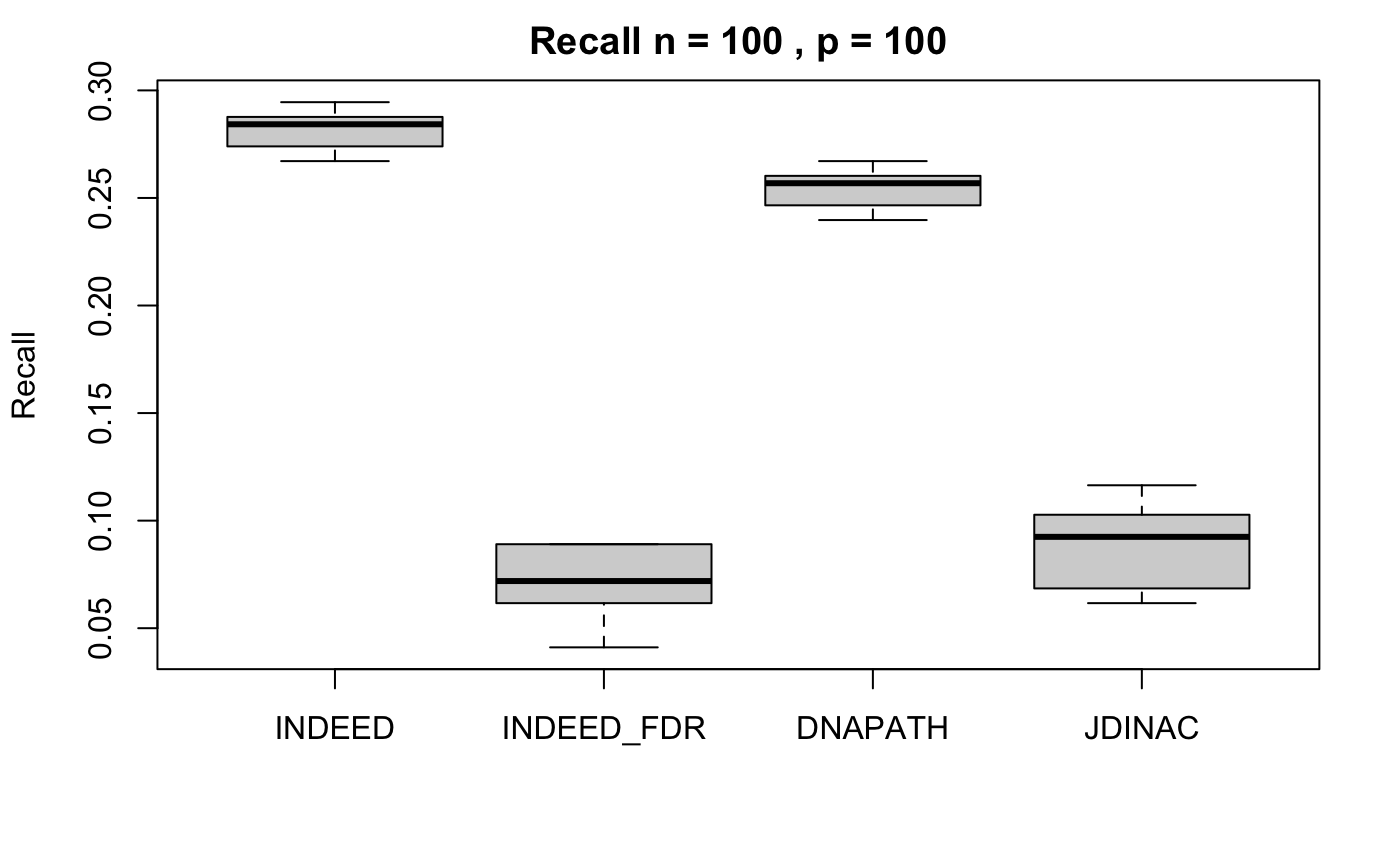 Recall n = 100 , p = 100
Recall
0.30
0.25
0.20
0.15
0.10
0.05
INDEED INDEED_FDR DNAPATH JDINAC